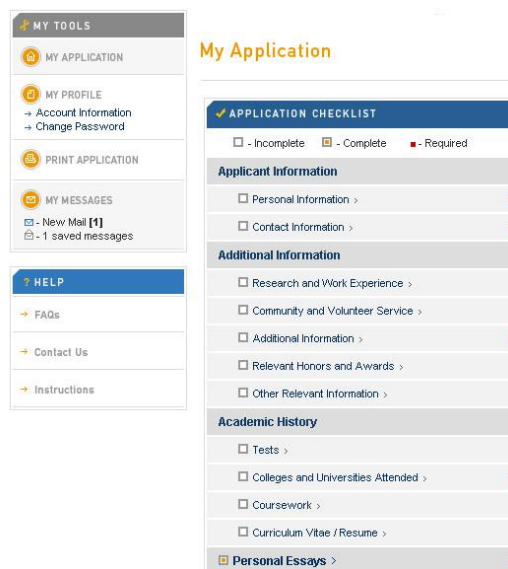 MY TOOLS
MY APPLICATION
MY PROFILE
→ Account Information
→ Change Password
PRINT APPLICATION
MY MESSAGES
- New Mail [1]
- 1 saved messages
? HELP
→ FAQs
→ Contact Us
→ Instructions
My Application
APPLICATION CHECKLIST
- Incomplete - Complete - Required
Applicant Information
Personal Information >
Contact Information >
Additional Information
Research and Work Experience >
Community and Volunteer Service >
Additional Information >
Relevant Honors and Awards >
Other Relevant Information >
Academic History
Tests >
Colleges and Universities Attended >
Coursework >
Curriculum Vitae / Resume >
Personal Essays >